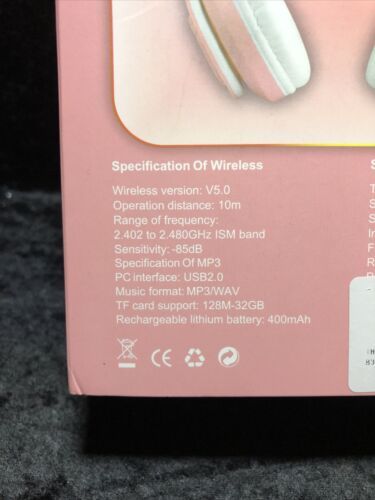 Specification Of Wireless
Wireless version: V5.0
Operation distance: 10m
Range of frequency:
2.402 to 2.480GHz ISM band
Sensitivity: -85dB
Specification Of MP3
PC interface: USB2.0
Music format: MP3/WAV
TF card support: 128M-32GB
Rechargeable lithium battery: 400mAh
CE